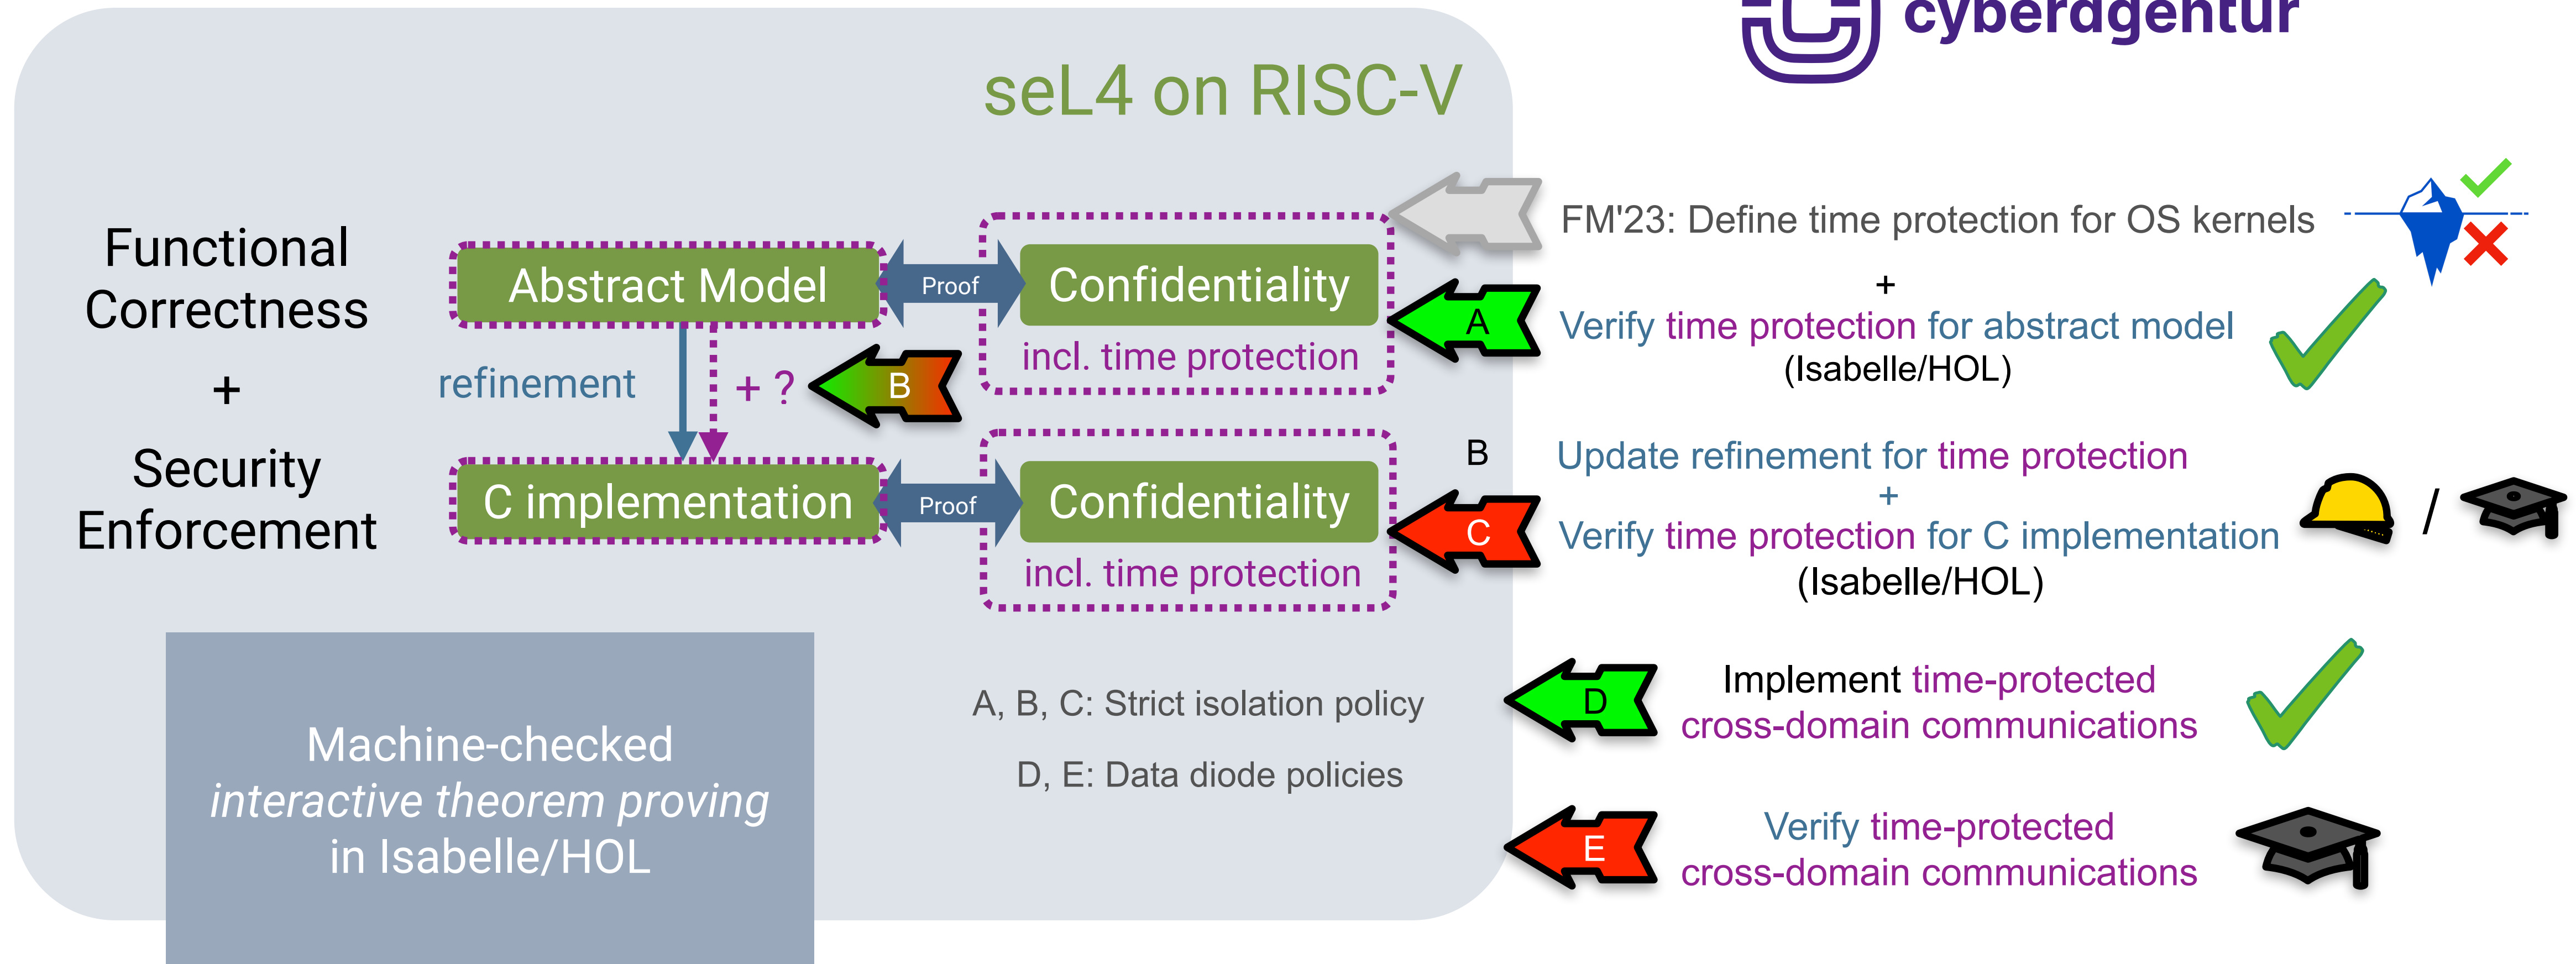 cyberagentur
seL4 on RISC-V
Functional
Correctness
+
Security
Enforcement
Abstract Model
Proof
Confidentiality
incl. time protection
refinement
+ ?
B
C implementation
Proof
Confidentiality
incl. time protection
Machine-checked
interactive theorem proving
in Isabelle/HOL
A, B, C: Strict isolation policy
D, E: Data diode policies
FM'23: Define time protection for OS kernels
+
A
Verify time protection for abstract model
(Isabelle/HOL)
B
Update refinement for time protection
+
C
Verify time protection for C implementation
(Isabelle/HOL)
/
D
Implement time-protected
cross-domain communications
E
Verify time-protected
cross-domain communications